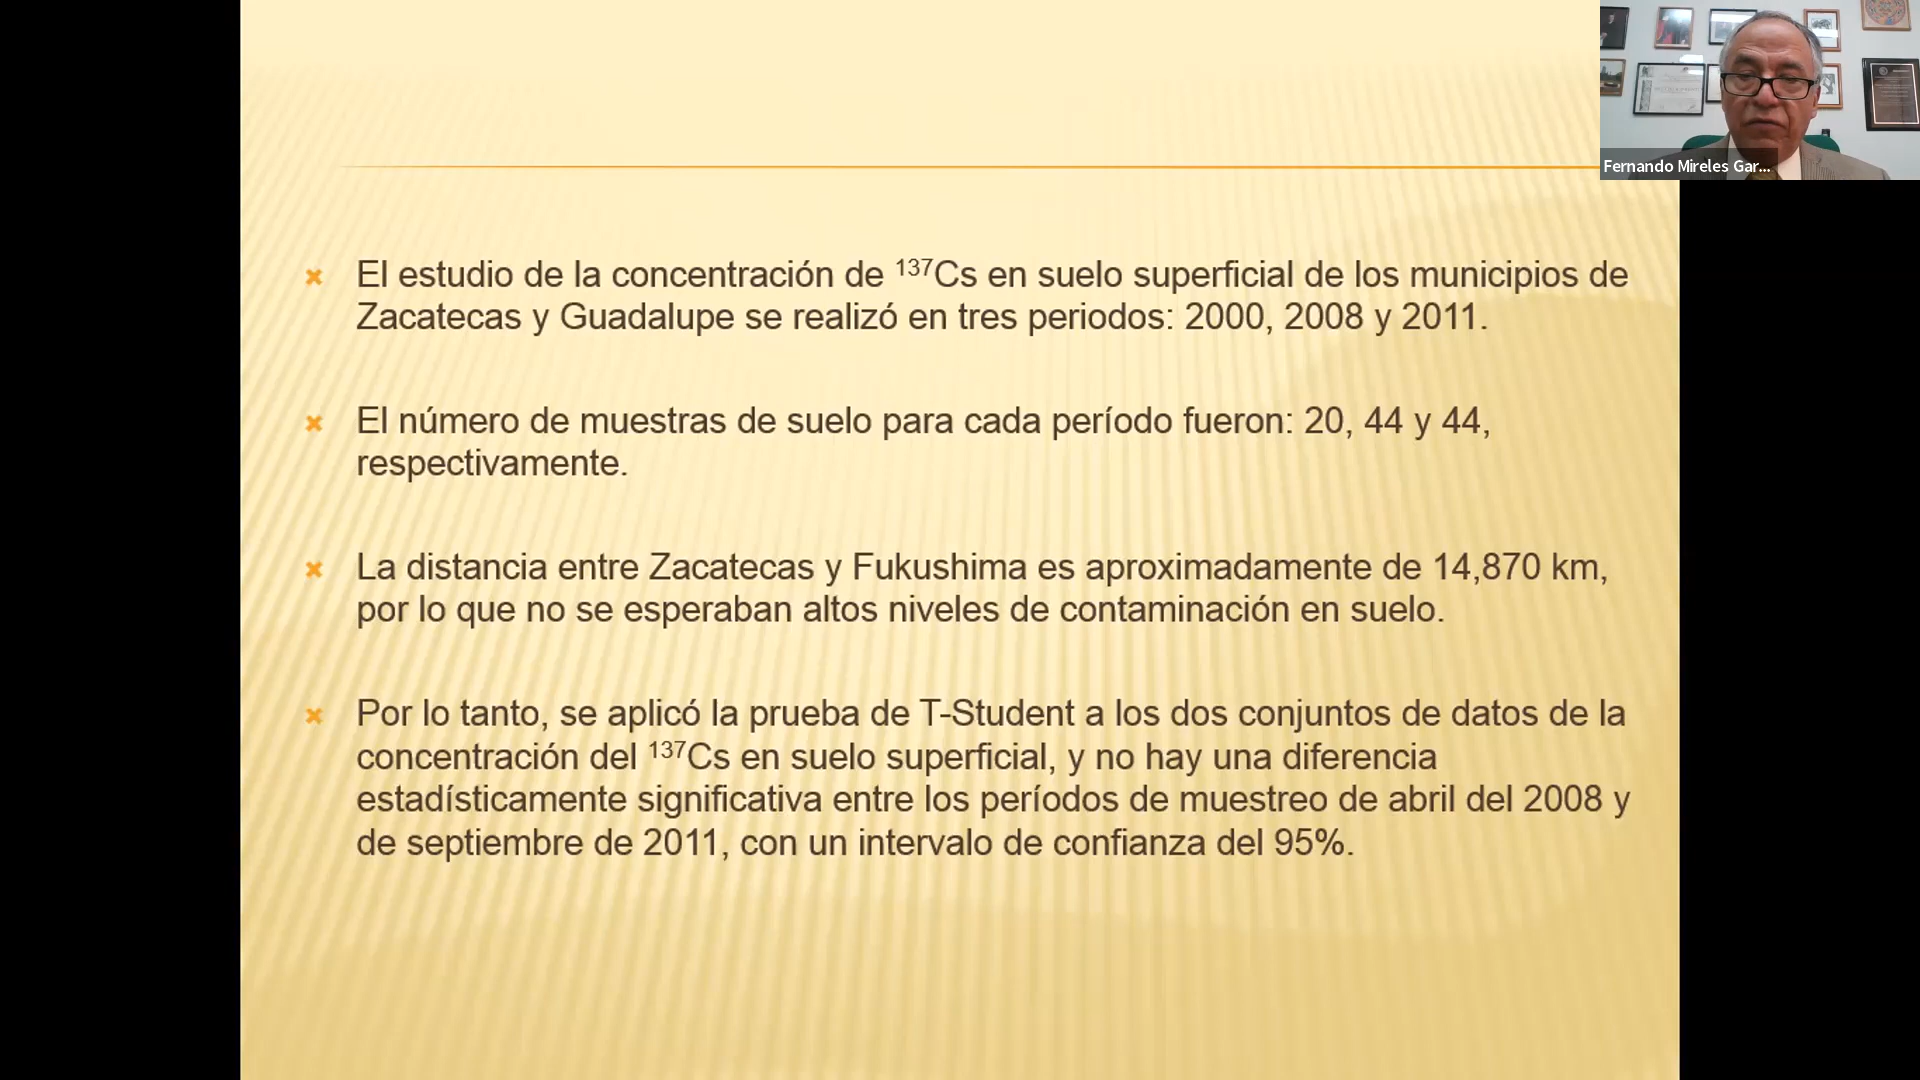 El estudio de la concentración de ¹³⁷Cs en suelo superficial de los municipios de
Zacatecas y Guadalupe se realizó en tres periodos: 2000, 2008 y 2011.
El número de muestras de suelo para cada período fueron: 20, 44 y 44,
respectivamente.
La distancia entre Zacatecas y Fukushima es aproximadamente de 14,870 km,
por lo que no se esperaban altos niveles de contaminación en suelo.
Por lo tanto, se aplicó la prueba de T-Student a los dos conjuntos de datos de la
concentración del ¹³⁷Cs en suelo superficial, y no hay una diferencia
estadísticamente significativa entre los períodos de muestreo de abril del 2008 y
de septiembre de 2011, con un intervalo de confianza del 95%.
Fernando Mireles Gar...